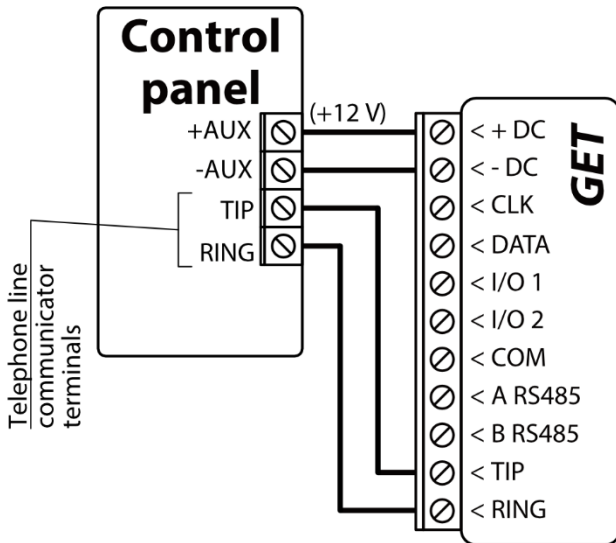 Control
panel
+AUX
-AUX
TIP
RING
(+12 V)
Telephone line
communicator
terminals
GET
< + DC
< - DC
< CLK
< DATA
< I/O 1
< I/O 2
< COM
< A RS485
< B RS485
< TIP
< RING